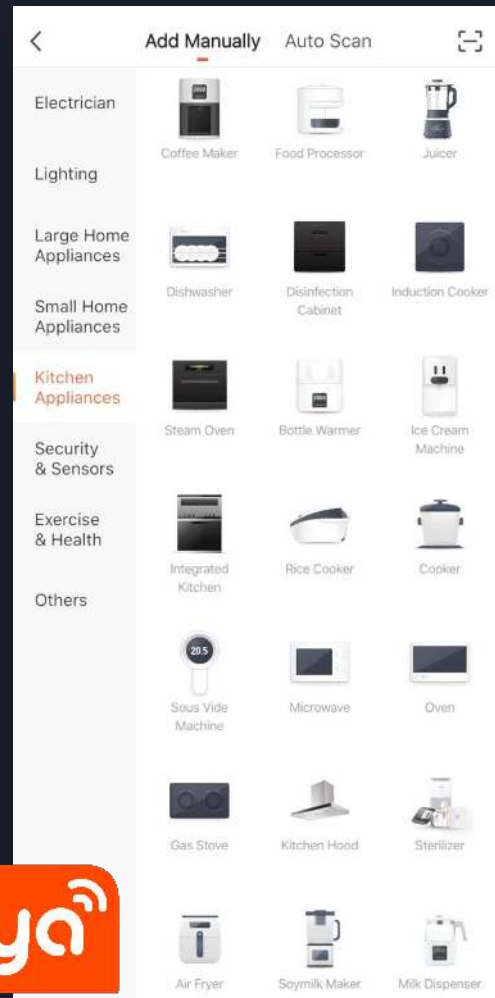 Add Manually
Auto Scan
Electrician
Lighting
Large Home
Appliances
Small Home
Appliances
Kitchen
Appliances
Security
& Sensors
Exercise
& Health
Others
Coffee Maker
Food Processor
Juicer
Dishwasher
Disinfection
Cabinet
Induction Cooker
Steam Oven
Bottle Warmer
Ice Cream
Machine
Integrated
Kitchen
Rice Cooker
Cooker
20.5
Sous Vide
Machine
Microwave
Oven
Gas Stove
Kitchen Hood
Sterilizer
Air Fryer
Soymilk Maker
Milk Dispenser
ya